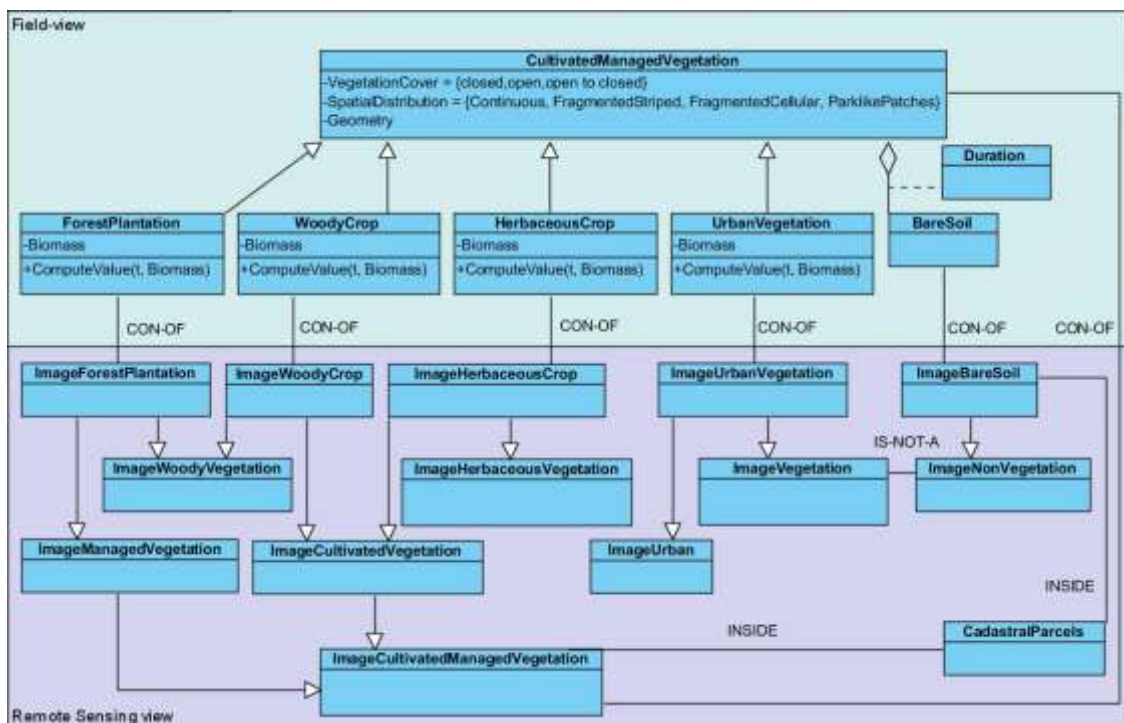 Field-view
CultivatedManagedVegetation
-VegetationCover = {closed,open,open to closed}
-SpatialDistribution = {Continuous, FragmentedStriped, FragmentedCellular, ParklikePatches}
-Geometry
Duration
ForestPlantation
-Biomass
+ComputeValue(t, Biomass)
WoodyCrop
-Biomass
+ComputeValue(t, Biomass)
HerbaceousCrop
-Biomass
+ComputeValue(t, Biomass)
UrbanVegetation
-Biomass
+ComputeValue(t, Biomass)
BareSoil
CON-OF
CON-OF
CON-OF
CON-OF
CON-OF
CON-OF
ImageForestPlantation
ImageWoodyCrop
ImageHerbaceousCrop
ImageUrbanVegetation
ImageBareSoil
IS-NOT-A
ImageWoodyVegetation
ImageHerbaceousVegetation
ImageVegetation
ImageNonVegetation
ImageManagedVegetation
ImageCultivatedVegetation
ImageUrban
INSIDE
INSIDE
CadastralParcels
ImageCultivatedManagedVegetation
Remote Sensing view